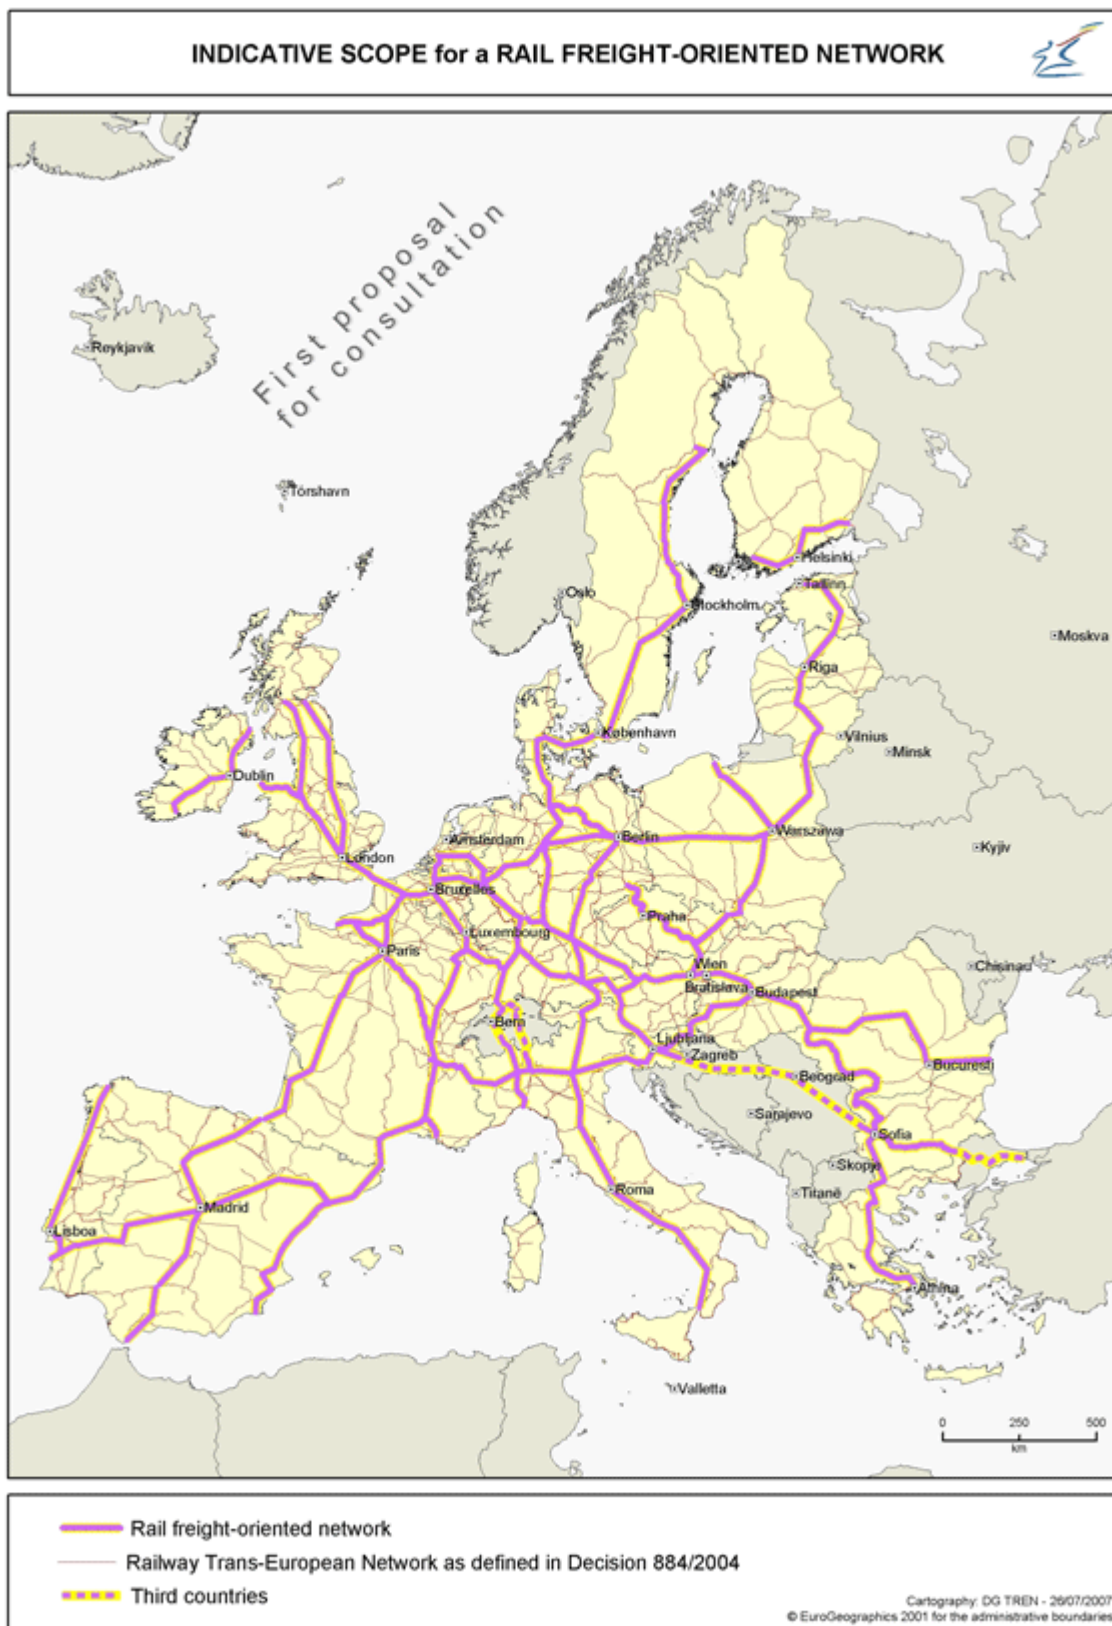 INDICATIVE SCOPE for a RAIL FREIGHT-ORIENTED NETWORK
First proposal
for consultation
Reykjavik
Tórshavn
Helsinki
Tallinn
Oslo
Stockholm
Moskva
Riga
København
Vilnius
Minsk
Dublin
Warszawa
Berlin
Amsterdam
Kyjiv
London
Bruxelles
Praha
Luxembourg
Paris
Wien
Chisinau
Bratislava
Budapest
Bern
Ljubljana
Zagreb
Bucuresti
Beograd
Sarajevo
Sofia
Skopje
Roma
Tiranë
Madrid
Lisboa
Athina
Valletta
0 250 500
km
Rail freight-oriented network
Railway Trans-European Network as defined in Decision 884/2004
Third countries
Cartography: DG TREN - 26/07/2007
© EuroGeographics 2001 for the administrative boundaries